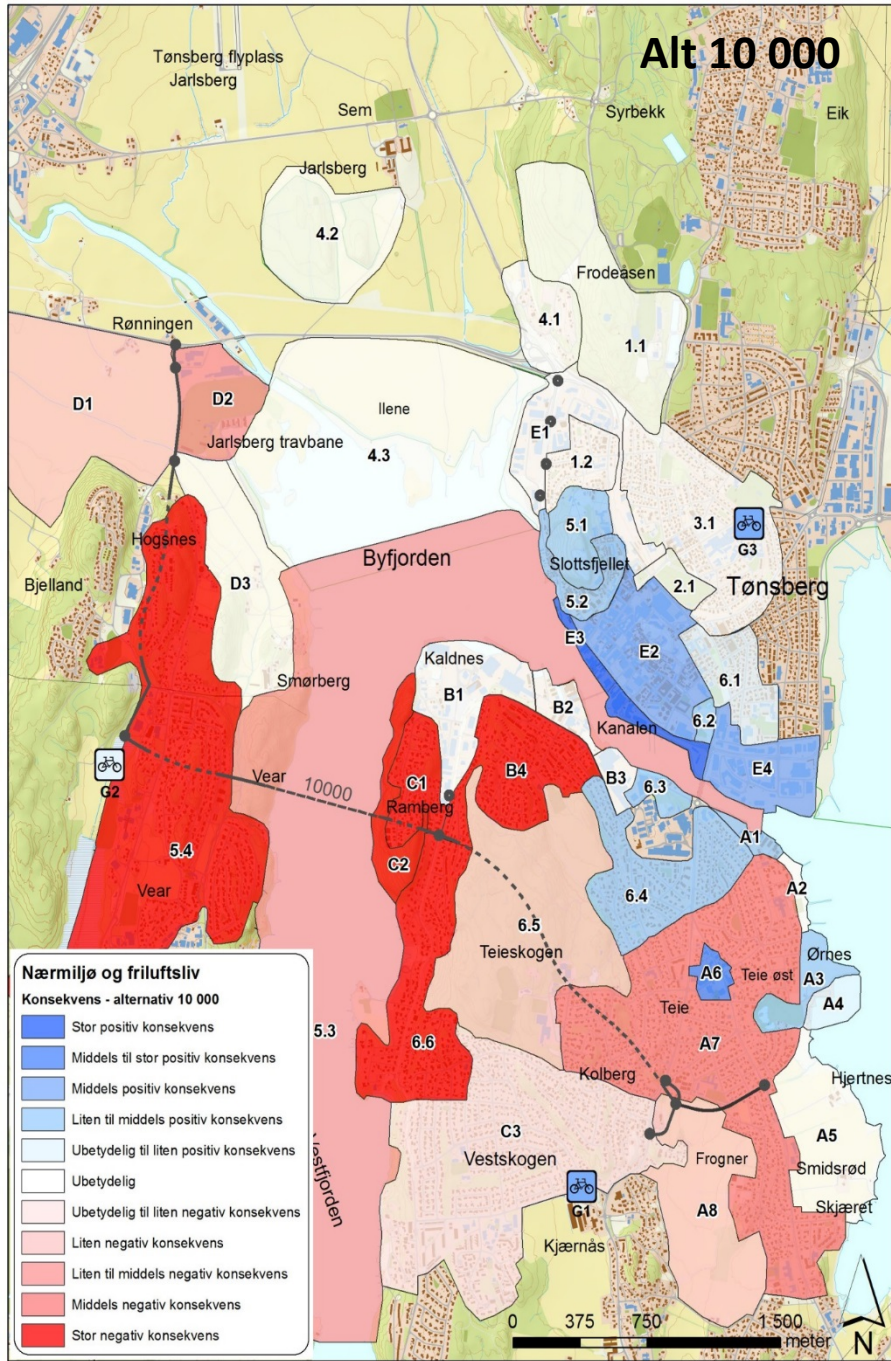 Alt 10 000
Tønsberg flyplass
Jarlsberg
Sem
Syrbekk
Eik
Jarlsberg
4.2
Frodeåsen
4.1
1.1
Rønningen
D1
D2
Ilene
Jarlsberg travbane
4.3
E1
1.2
3.1
G3
5.1
Hogsnes
Byfjorden
Slottsfjellet
Bjelland
D3
2.1
Tønsberg
5.2
E3
E2
Kaldnes
6.1
Smørberg
B1
B2
Kanalen
6.2
G2
Vear
10000
C1
B4
B3
6.3
E4
Ramberg
5.4
C2
A1
Vear
6.4
A2
6.5
Teieskogen
Ørnes
A6
Teie øst
A3
A4
Teie
5.3
6.6
A7
Kolberg
Hjertnes
C3
Vestskogen
Vestfjorden
Frogner
A5
Smidsrød
Skjæret
G1
A8
Kjærnås
Nærmiljø og friluftsliv
Konsekvens - alternativ 10 000
Stor positiv konsekvens
Middels til stor positiv konsekvens
Middels positiv konsekvens
Liten til middels positiv konsekvens
Ubetydelig til liten positiv konsekvens
Ubetydelig
Ubetydelig til liten negativ konsekvens
Liten negativ konsekvens
Liten til middels negativ konsekvens
Middels negativ konsekvens
Stor negativ konsekvens
0 375 750 1 500
meter
N